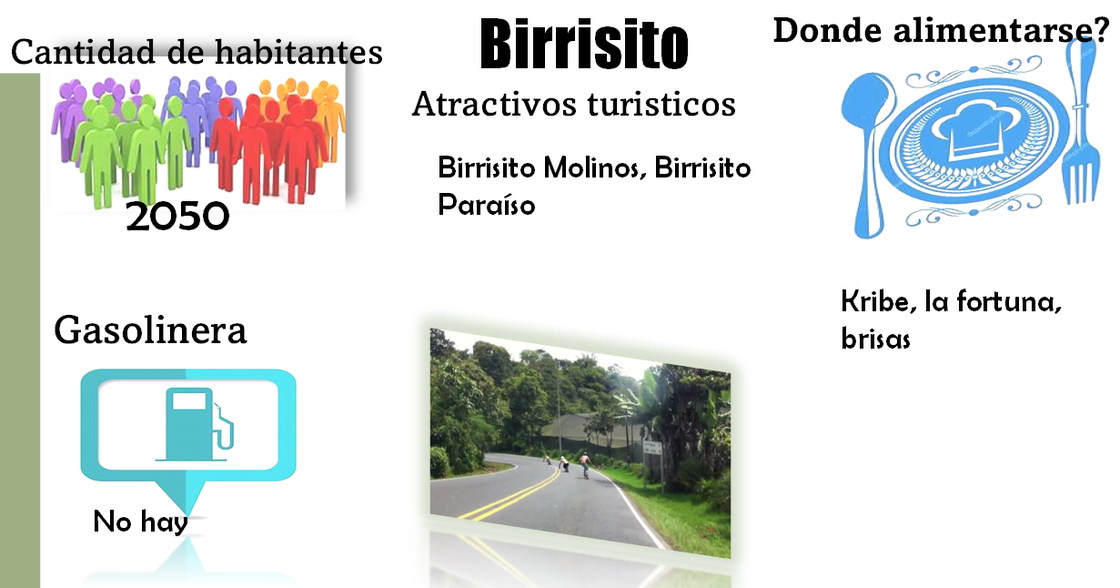 Cantidad de habitantes
2050
Birrisito
Atractivos turisticos
Birrisito Molinos, Birrisito
Paraíso
Donde alimentarse?
Kribe, la fortuna,
brisas
Gasolinera
No hay